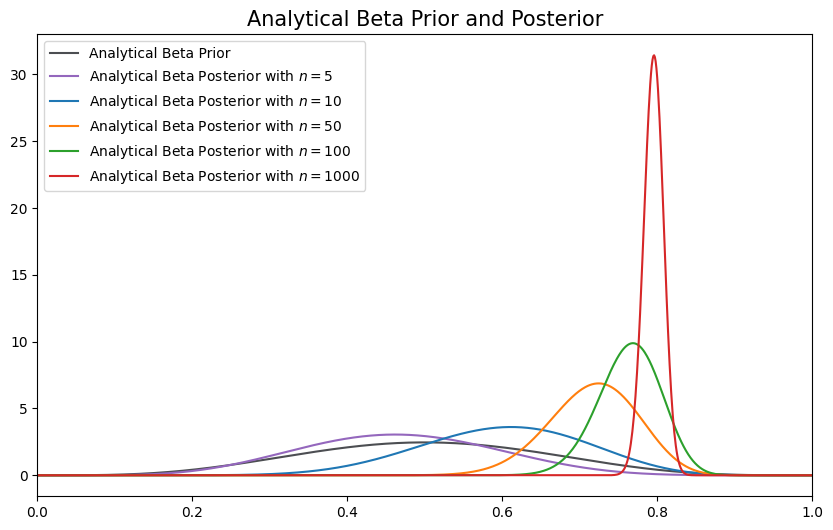 Analytical Beta Prior and Posterior
Analytical Beta Prior
Analytical Beta Posterior with n = 5
Analytical Beta Posterior with n = 10
Analytical Beta Posterior with n = 50
Analytical Beta Posterior with n = 100
Analytical Beta Posterior with n = 1000
30
25
20
15
10
5
0
0.0 0.2 0.4 0.6 0.8 1.0